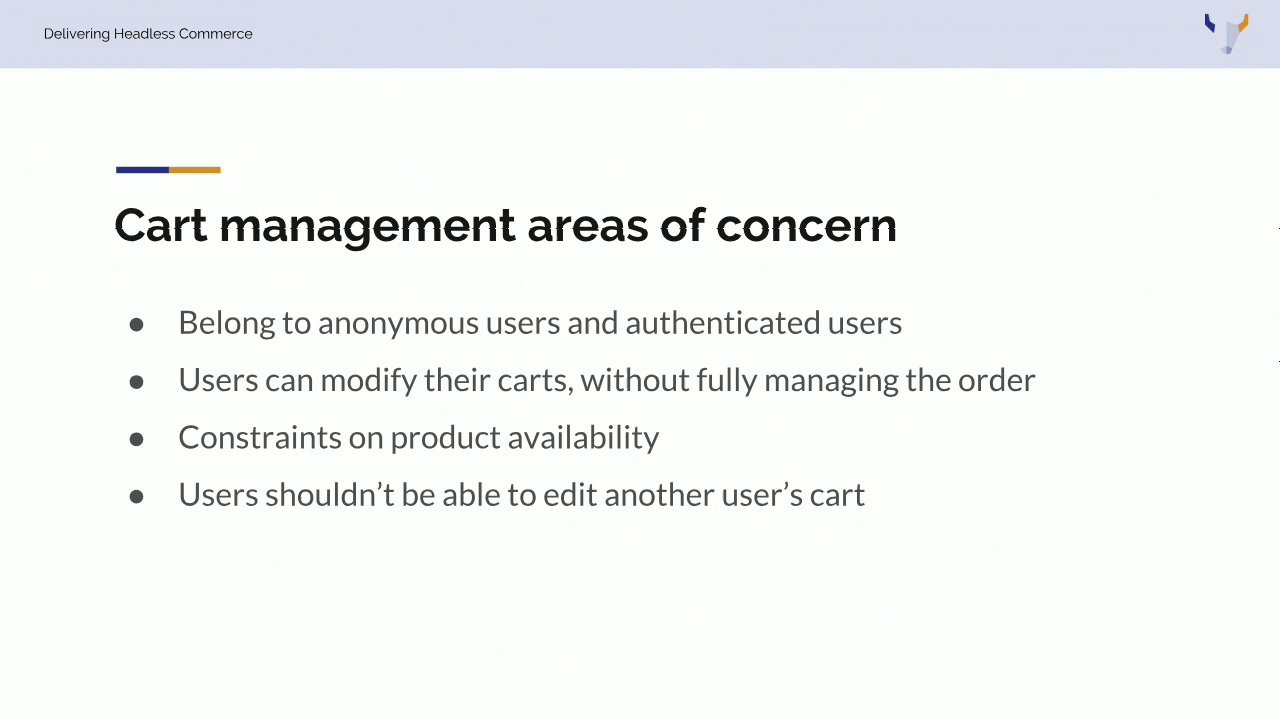 Delivering Headless Commerce
Cart management areas of concern
● Belong to anonymous users and authenticated users
● Users can modify their carts, without fully managing the order
● Constraints on product availability
● Users shouldn’t be able to edit another user’s cart